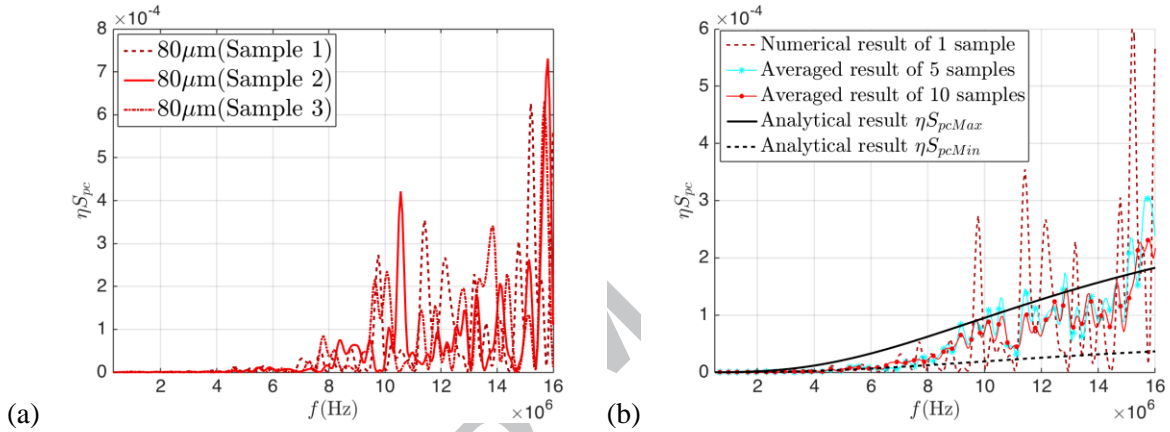 ×10⁻⁴
8
7
6
5
4
3
2
1
0
ηS_pc
80μm(Sample 1)
80μm(Sample 2)
80μm(Sample 3)
2 4 6 8 10 12 14 16
f(Hz) ×10⁶
(a)
×10⁻⁴
6
5
4
3
2
1
0
ηS_pc
Numerical result of 1 sample
Averaged result of 5 samples
Averaged result of 10 samples
Analytical result ηS_pcMax
Analytical result ηS_pcMin
2 4 6 8 10 12 14 16
f(Hz) ×10⁶
(b)